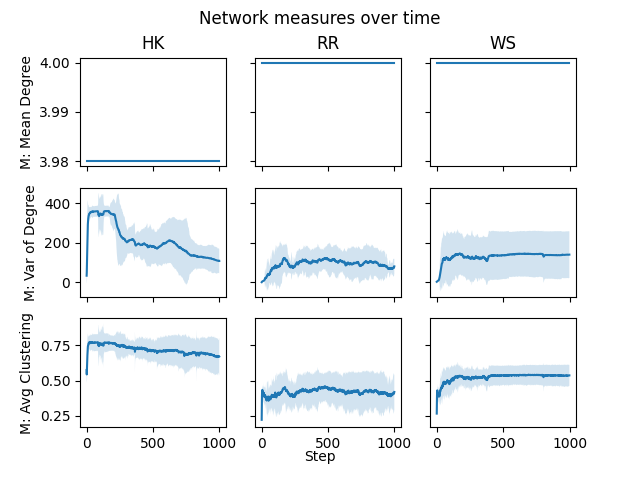 Network measures over time
HK RR WS
M: Mean Degree
4.00
3.99
3.98
M: Var of Degree
400
200
0
M: Avg Clustering
0.75
0.50
0.25
0 500 1000 0 500 1000 0 500 1000
Step